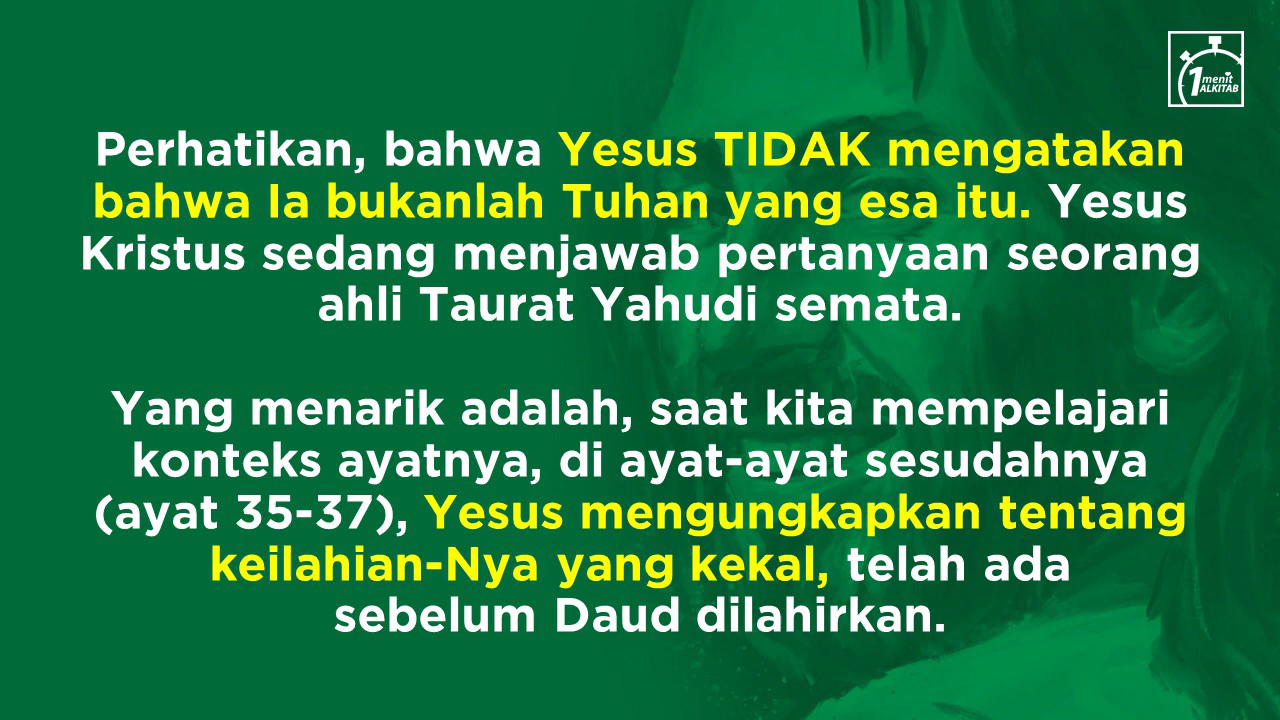 1 menit
ALKITAB
Perhatikan, bahwa Yesus TIDAK mengatakan
bahwa Ia bukanlah Tuhan yang esa itu. Yesus
Kristus sedang menjawab pertanyaan seorang
ahli Taurat Yahudi semata.
Yang menarik adalah, saat kita mempelajari
konteks ayatnya, di ayat-ayat sesudahnya
(ayat 35-37), Yesus mengungkapkan tentang
keilahian-Nya yang kekal, telah ada
sebelum Daud dilahirkan.